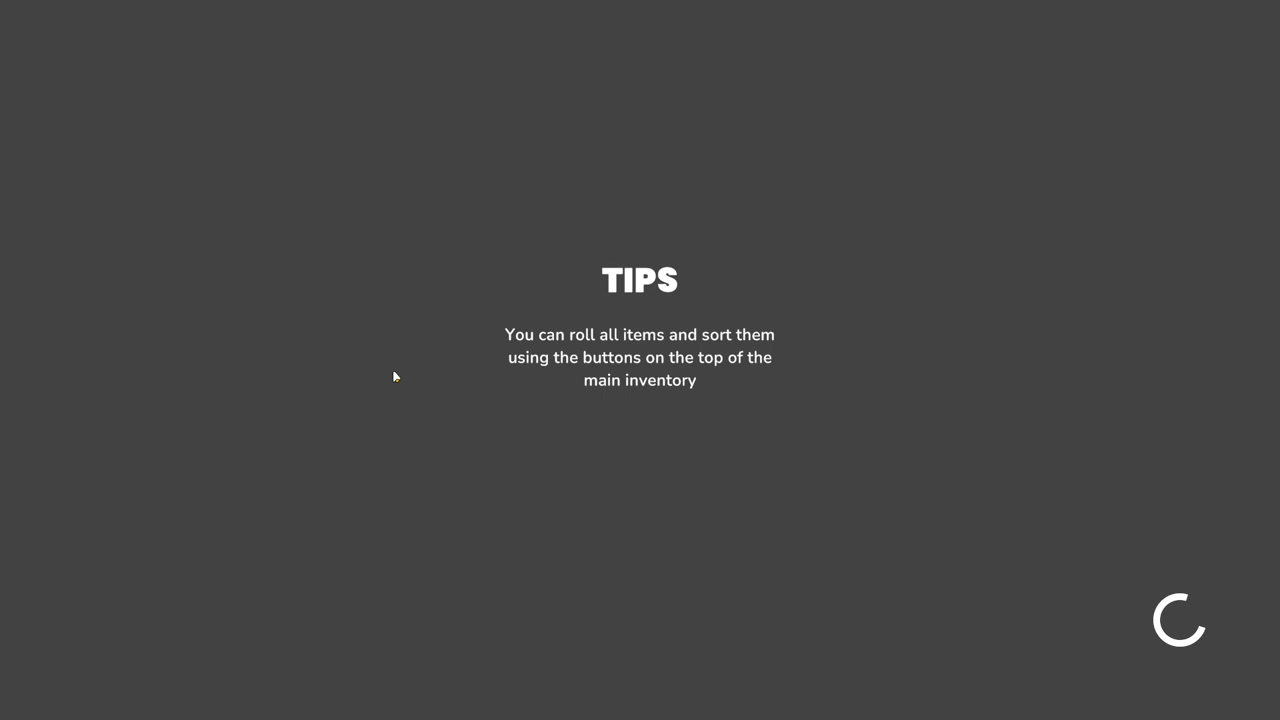 TIPS
You can roll all items and sort them
using the buttons on the top of the
main inventory